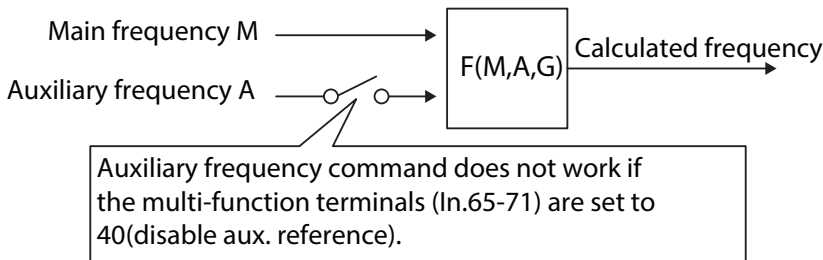 Main frequency M
F(M,A,G)
Calculated frequency
Auxiliary frequency A
Auxiliary frequency command does not work if
the multi-function terminals (In.65-71) are set to
40(disable aux. reference).